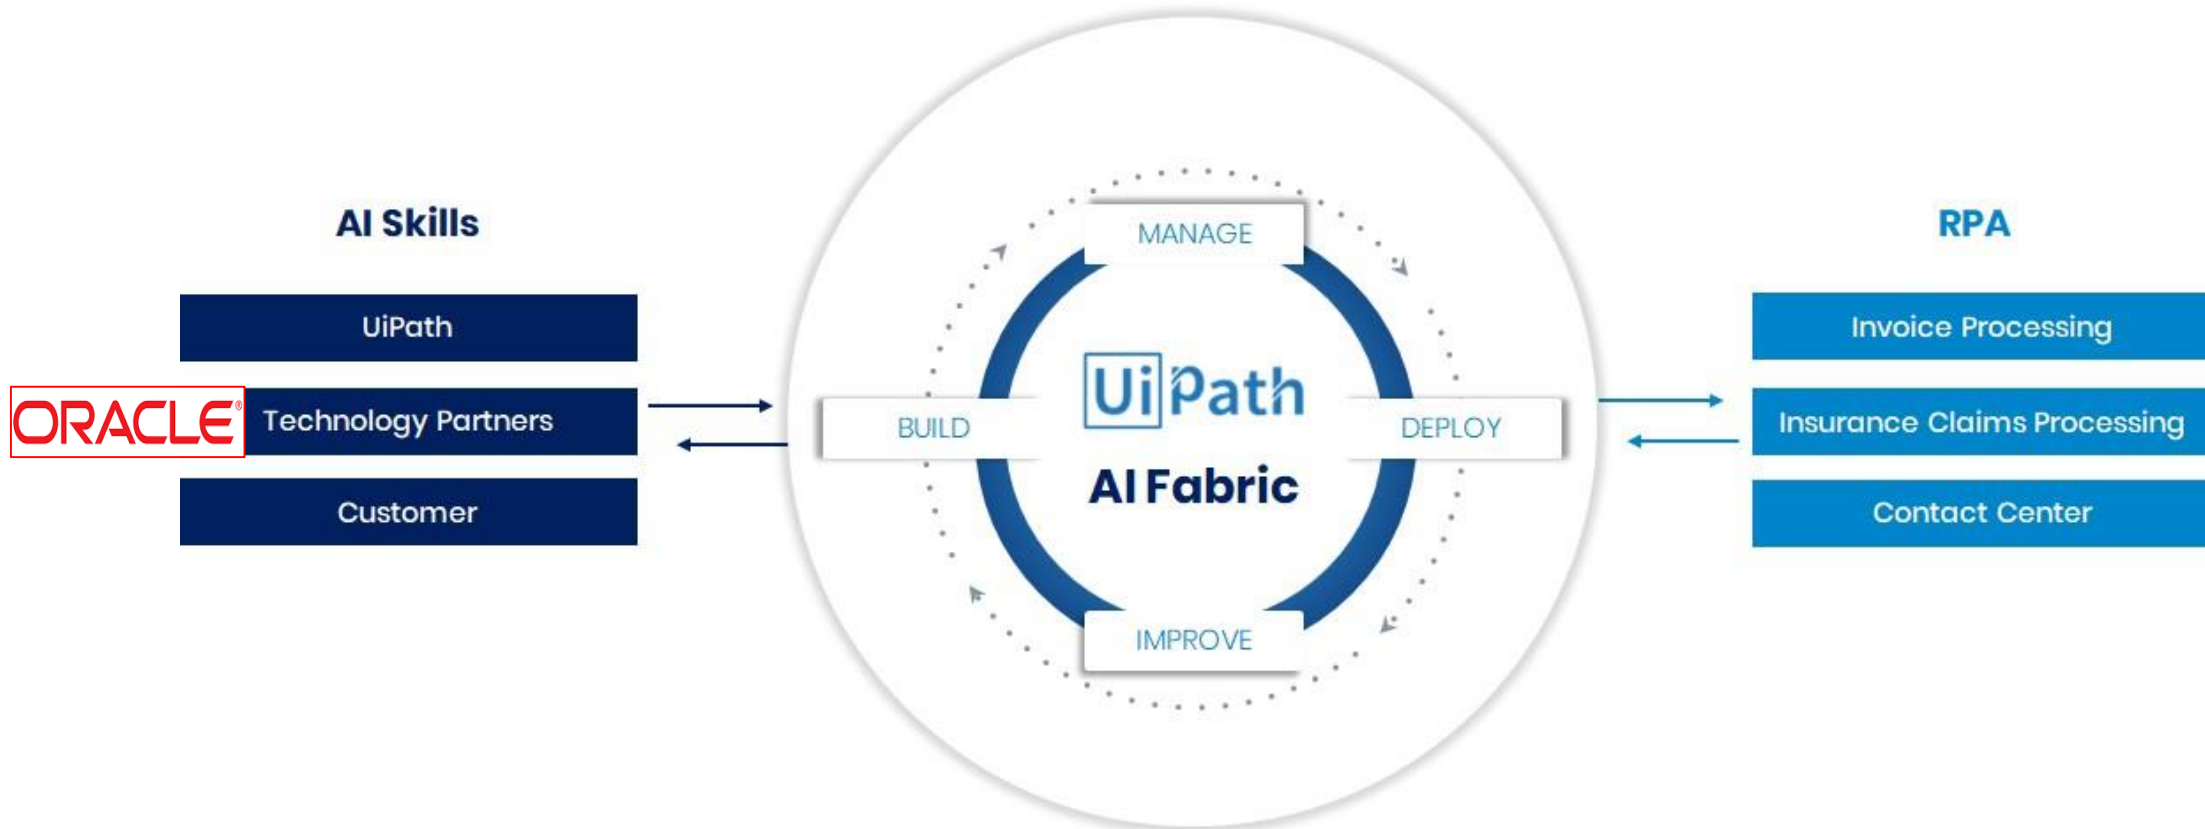 AI Skills
UiPath
ORACLE®
Technology Partners
Customer
MANAGE
BUILD
UiPath
AI Fabric
DEPLOY
IMPROVE
RPA
Invoice Processing
Insurance Claims Processing
Contact Center